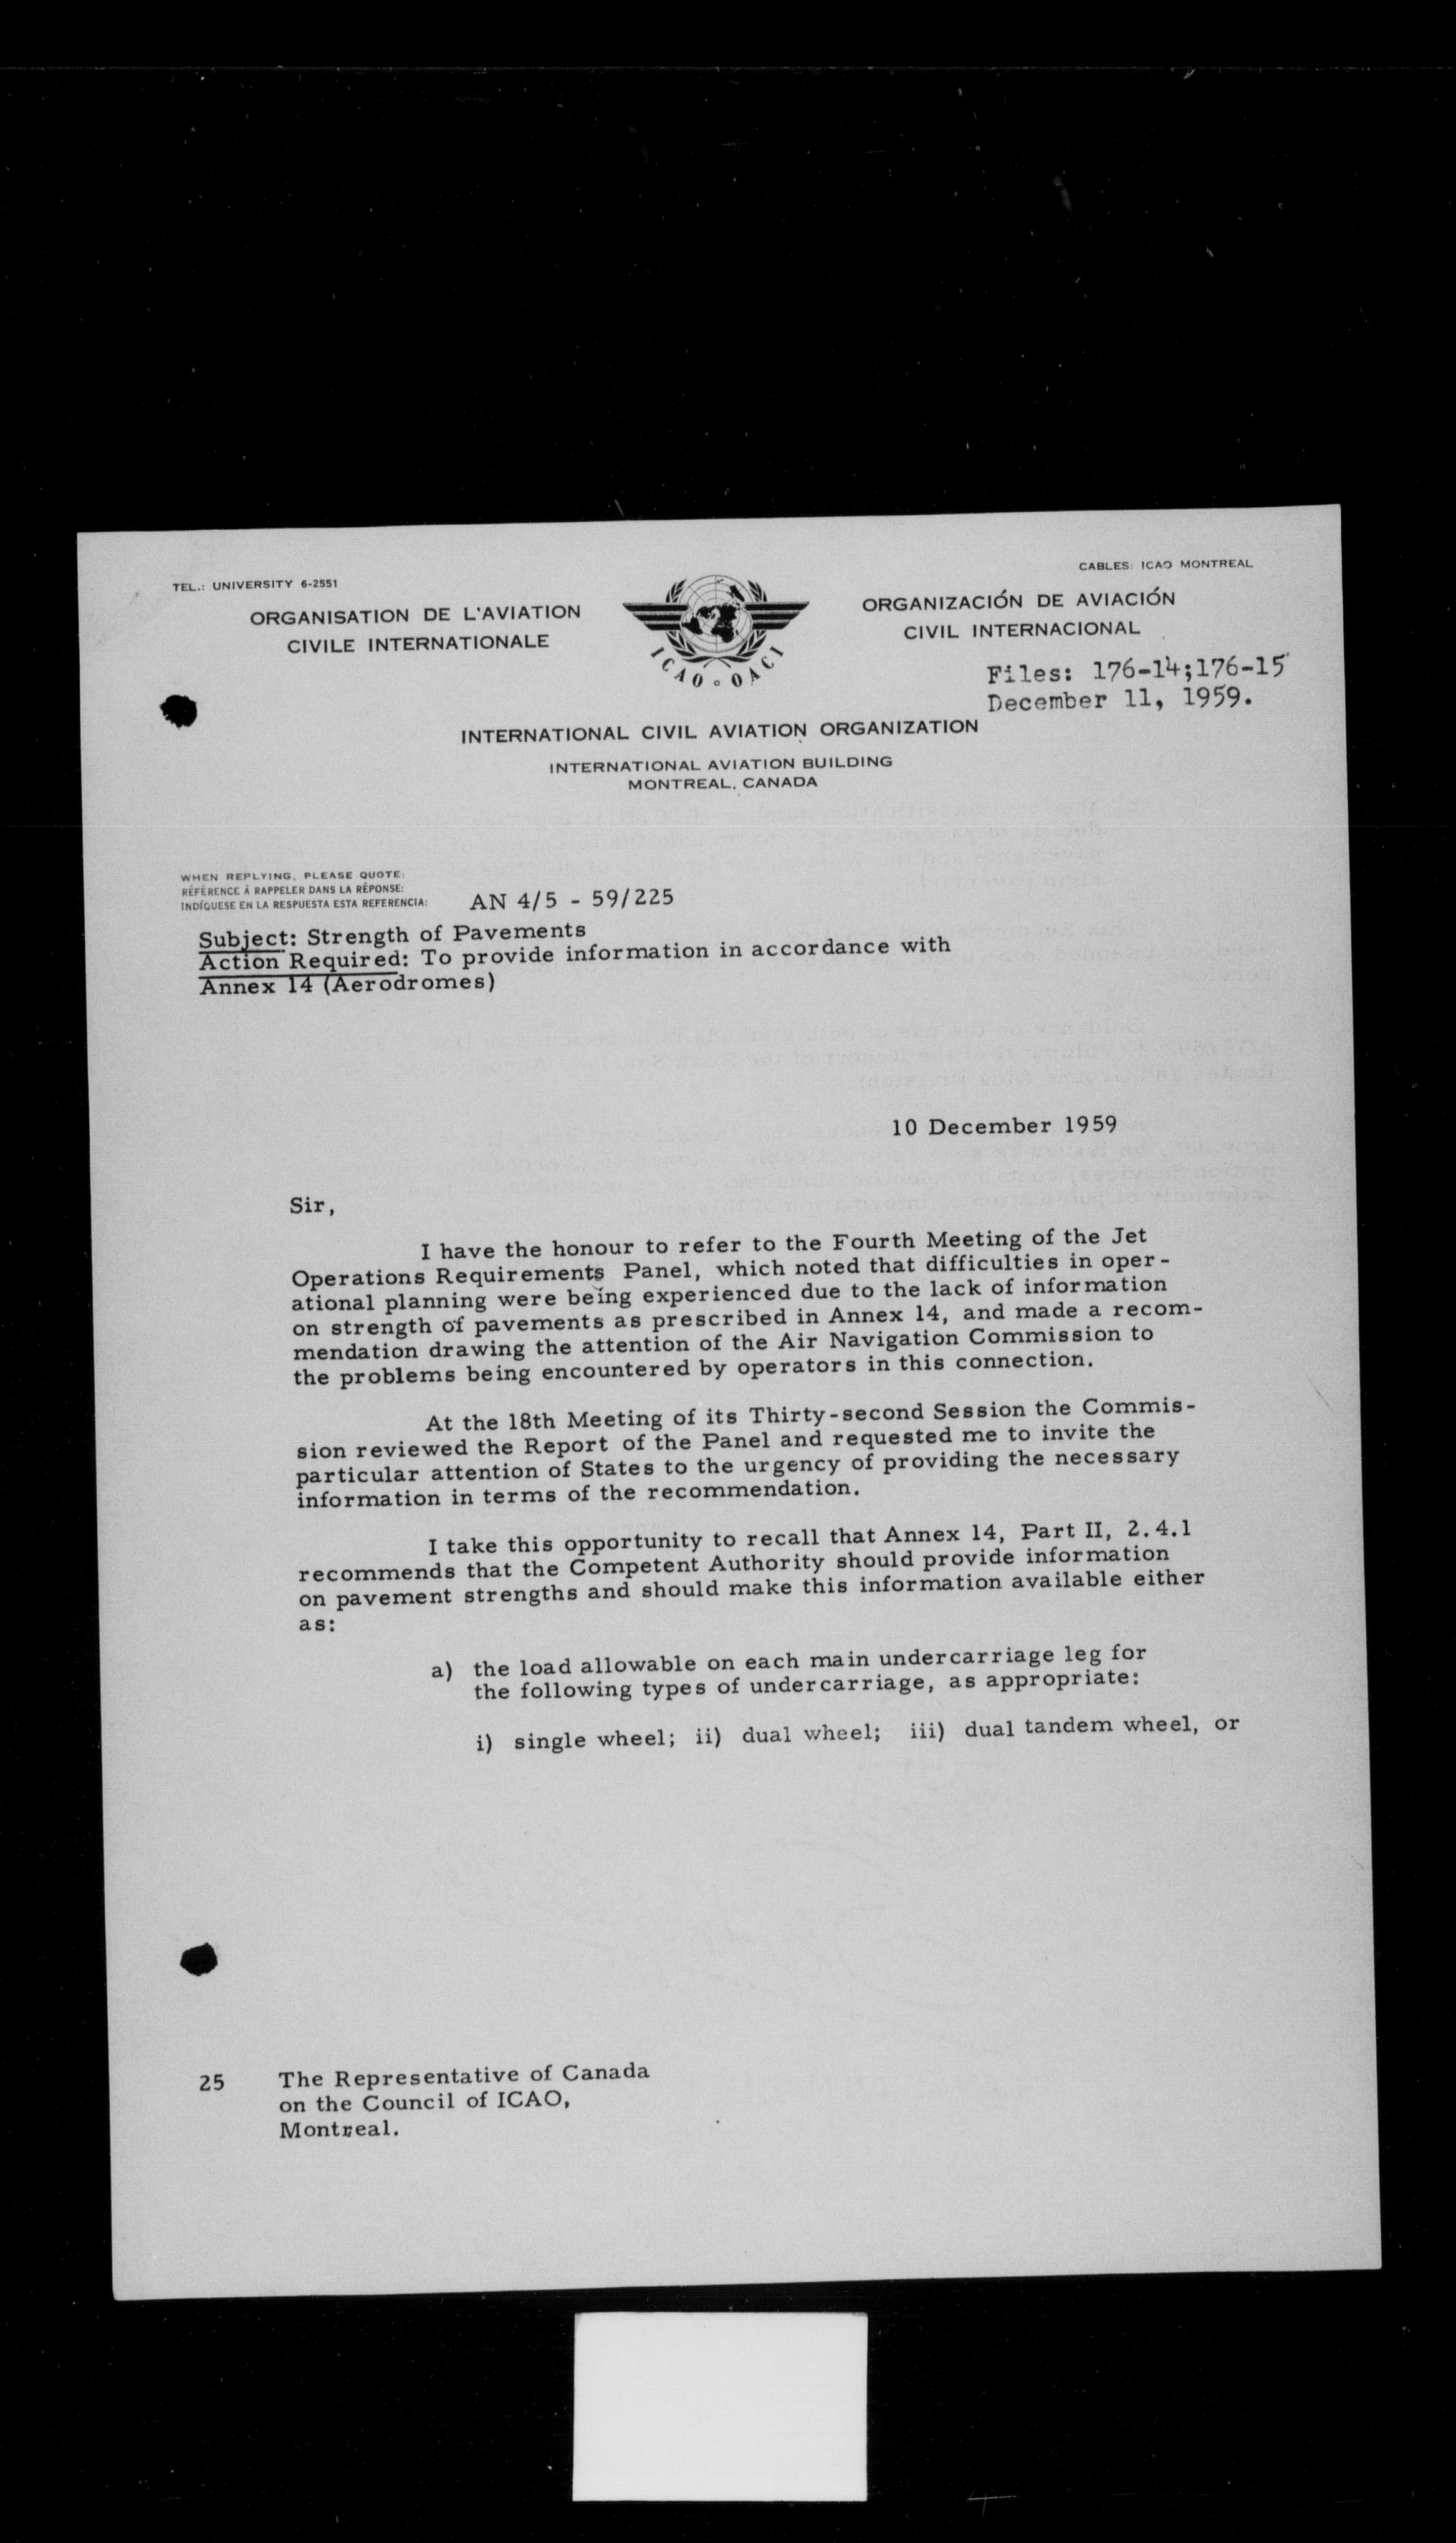 TEL.: UNIVERSITY 6-2551
CABLES: ICAO MONTREAL
ORGANISATION DE L'AVIATION
CIVILE INTERNATIONALE
ICAO OACI
ORGANIZACIÓN DE AVIACIÓN
CIVIL INTERNACIONAL
Files: 176-14;176-15
December 11, 1959.
INTERNATIONAL CIVIL AVIATION ORGANIZATION
INTERNATIONAL AVIATION BUILDING
MONTREAL, CANADA
WHEN REPLYING, PLEASE QUOTE:
RÉFÉRENCE À RAPPELER DANS LA RÉPONSE:
INDÍQUESE EN LA RESPUESTA ESTA REFERENCIA: AN 4/5 - 59/225
Subject: Strength of Pavements
Action Required: To provide information in accordance with
Annex 14 (Aerodromes)
10 December 1959
Sir,
I have the honour to refer to the Fourth Meeting of the Jet
Operations Requirements Panel, which noted that difficulties in oper-
ational planning were being experienced due to the lack of information
on strength of pavements as prescribed in Annex 14, and made a recom-
mendation drawing the attention of the Air Navigation Commission to
the problems being encountered by operators in this connection.
At the 18th Meeting of its Thirty-second Session the Commis-
sion reviewed the Report of the Panel and requested me to invite the
particular attention of States to the urgency of providing the necessary
information in terms of the recommendation.
I take this opportunity to recall that Annex 14, Part II, 2.4.1
recommends that the Competent Authority should provide information
on pavement strengths and should make this information available either
as:
a) the load allowable on each main undercarriage leg for
the following types of undercarriage, as appropriate:
i) single wheel; ii) dual wheel; iii) dual tandem wheel, or
25 The Representative of Canada
on the Council of ICAO,
Montreal.